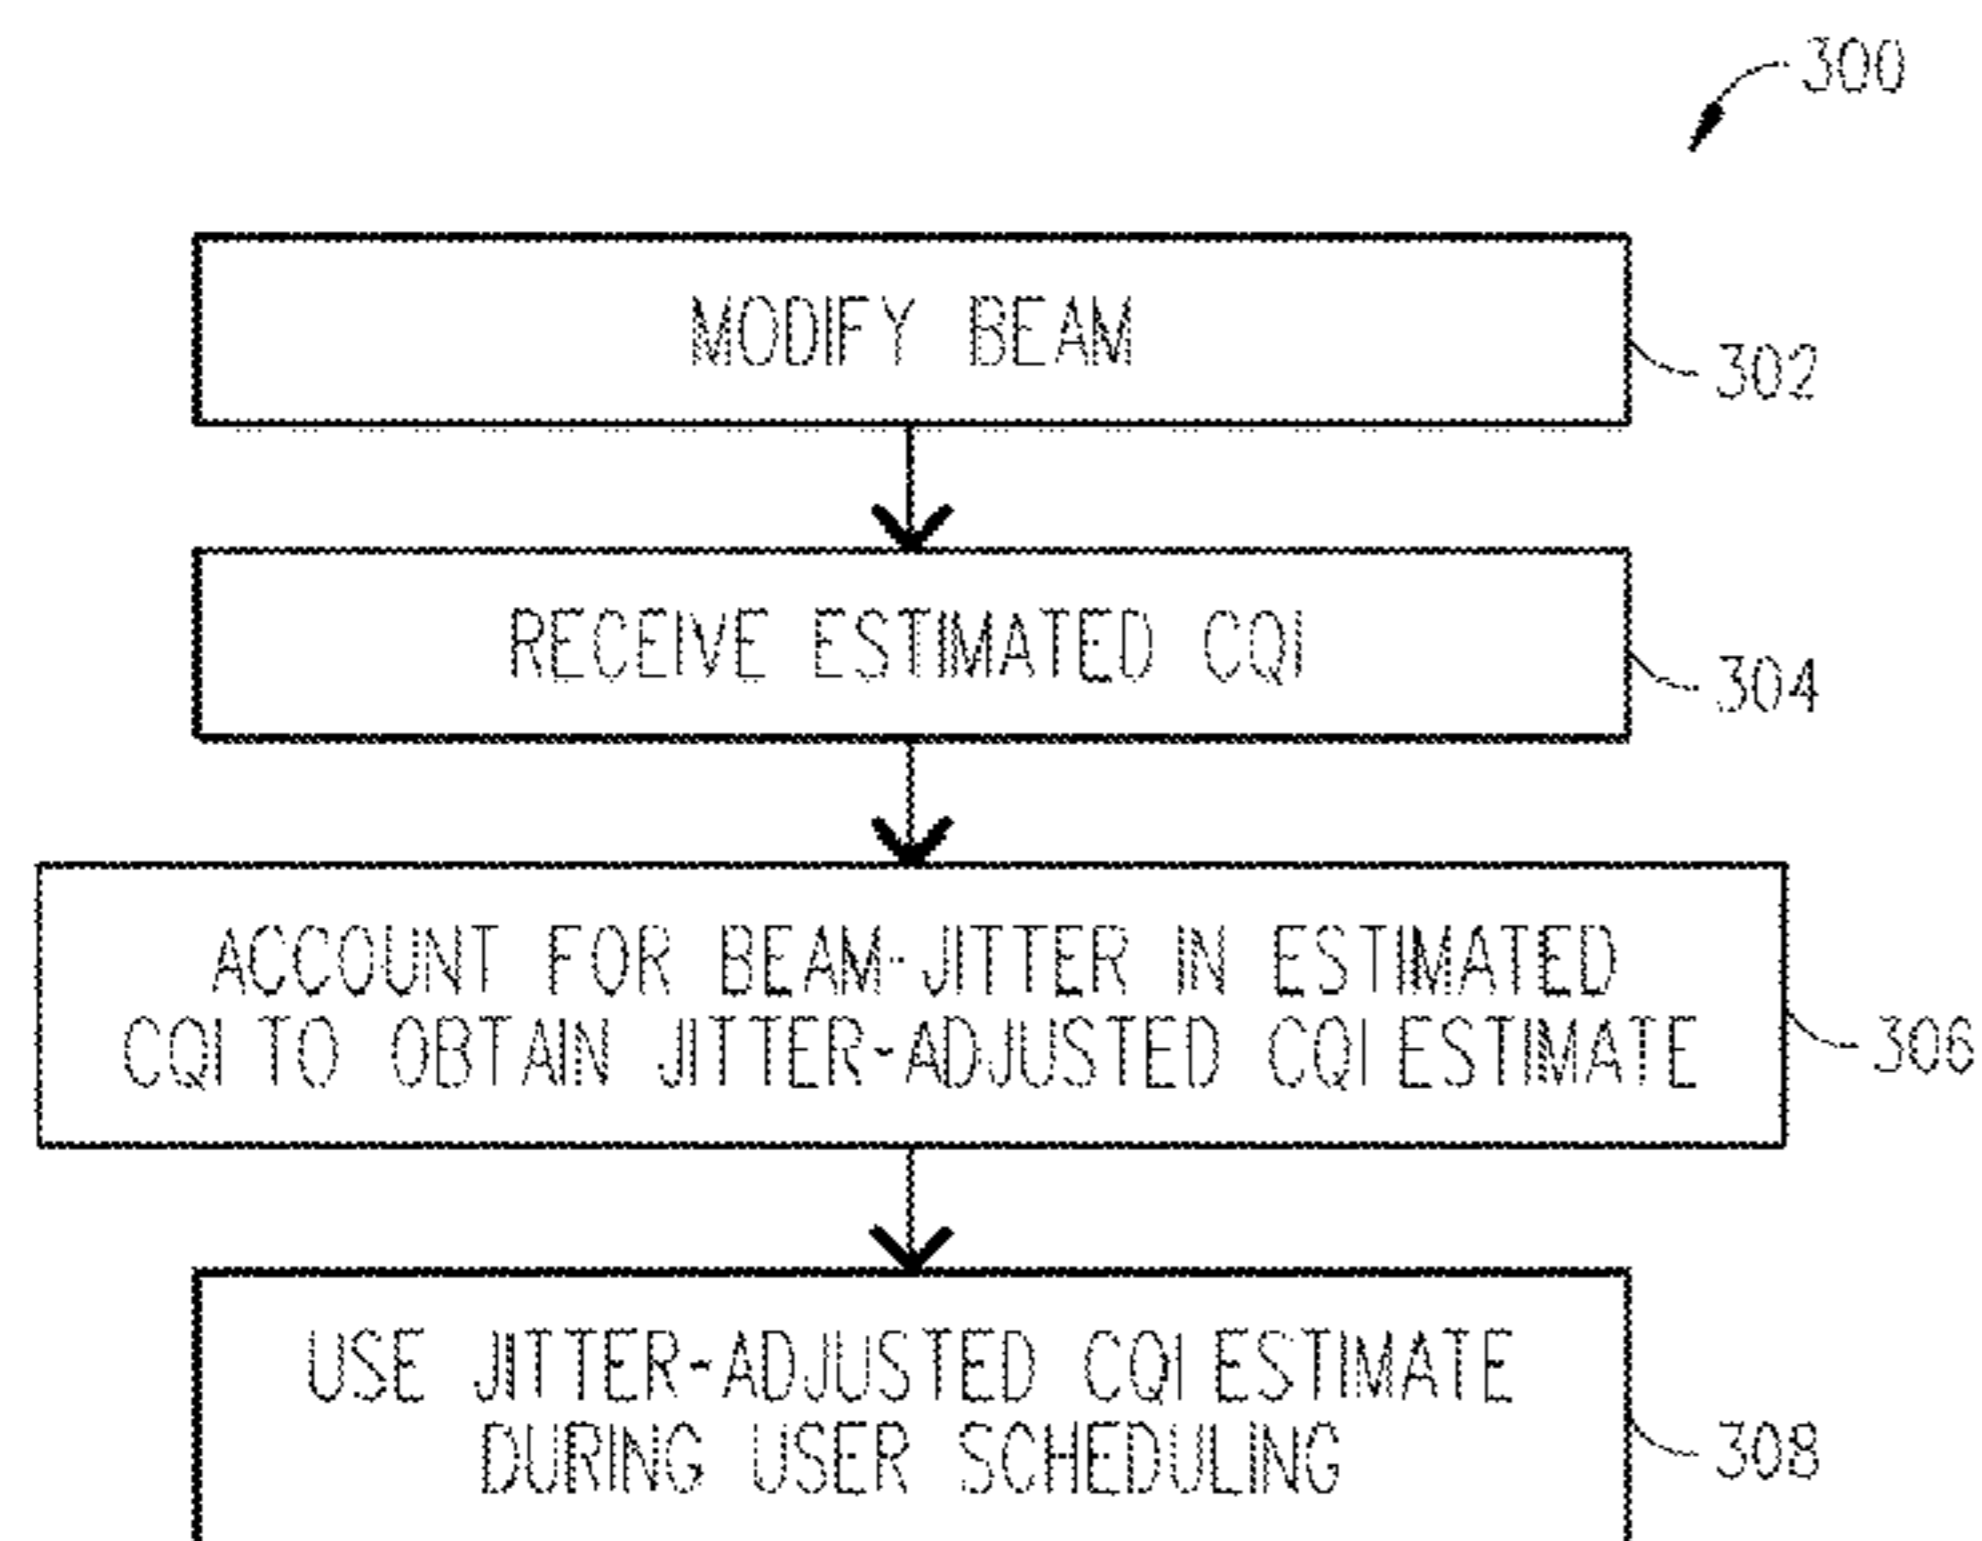 300
MODIFY BEAM
302
RECEIVE ESTIMATED CQI
304
ACCOUNT FOR BEAM-JITTER IN ESTIMATED
CQI TO OBTAIN JITTER-ADJUSTED CQI ESTIMATE
306
USE JITTER-ADJUSTED CQI ESTIMATE
DURING USER SCHEDULING
308